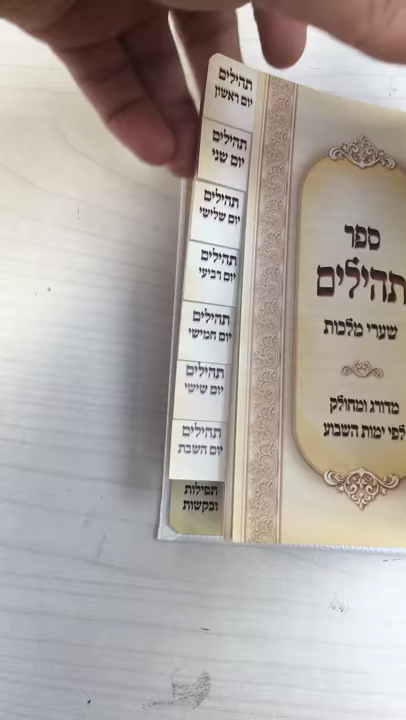 תהילים
יום ראשון
תהילים
יום שני
תהילים
יום שלישי
תהילים
יום רביעי
תהילים
יום חמישי
תהילים
יום שישי
תהילים
יום השבת
תפילות
ובקשות
ספר
תהילים
שערי מלכות
מדורג ומחולק
לפי ימות השבוע